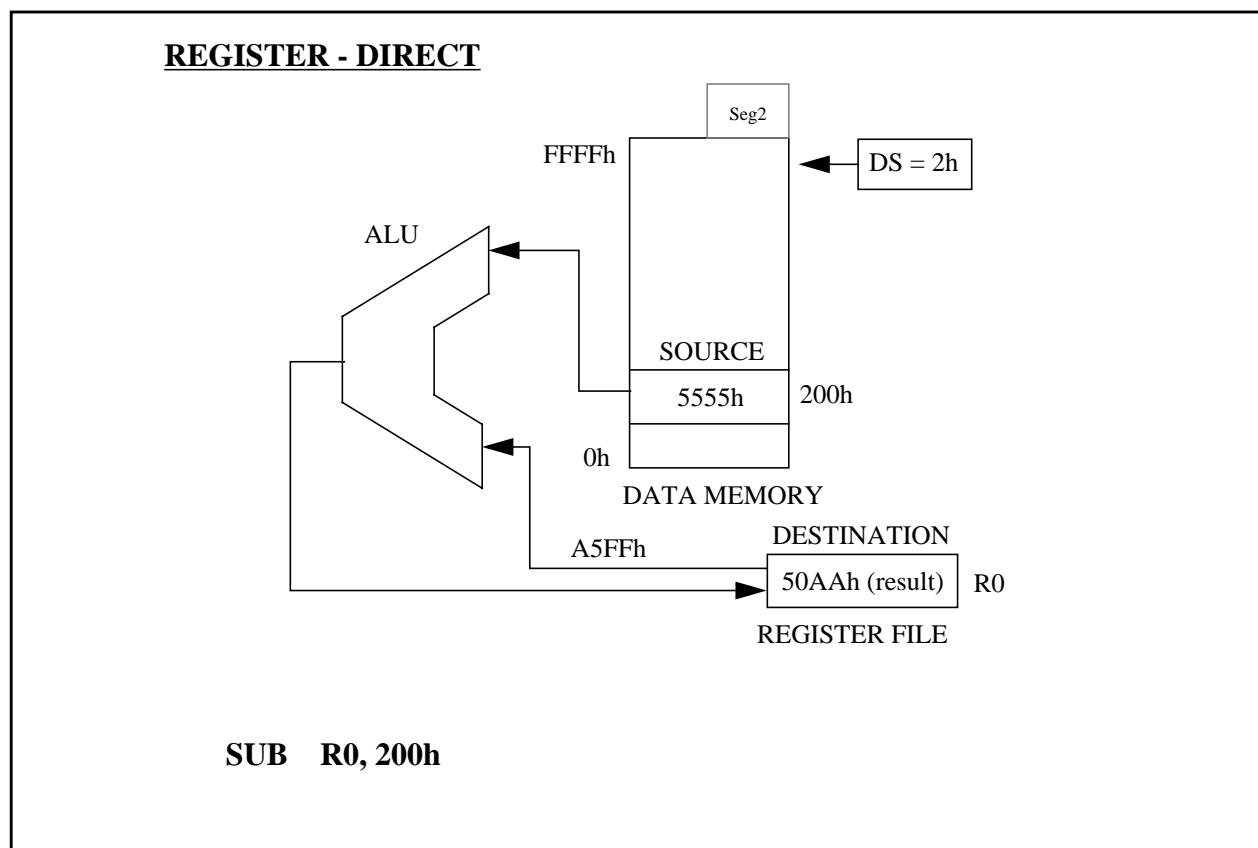 REGISTER - DIRECT
Seg2
FFFFh
DS = 2h
ALU
SOURCE
5555h
200h
0h
DATA MEMORY
DESTINATION
A5FFh
50AAh (result)
R0
REGISTER FILE
SUB R0, 200h